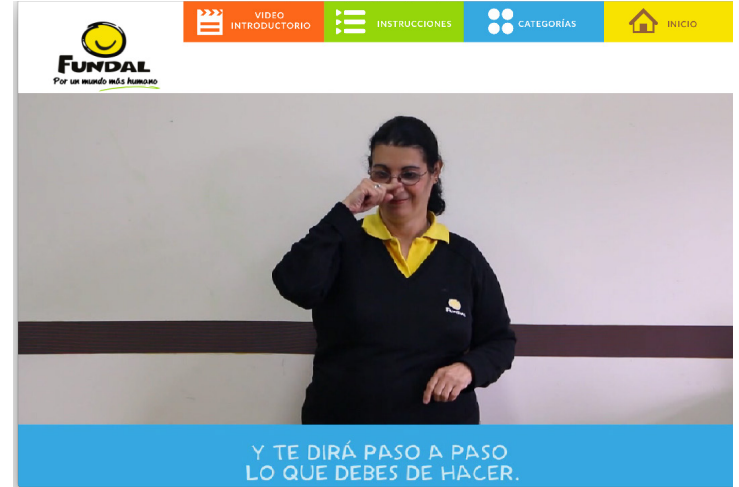 VIDEO
INTRODUCTORIO
INSTRUCCIONES
CATEGORÍAS
INICIO
FUNDAL
Por un mundo más humano
FUNDAL
Y TE DIRÁ PASO A PASO
LO QUE DEBES DE HACER.